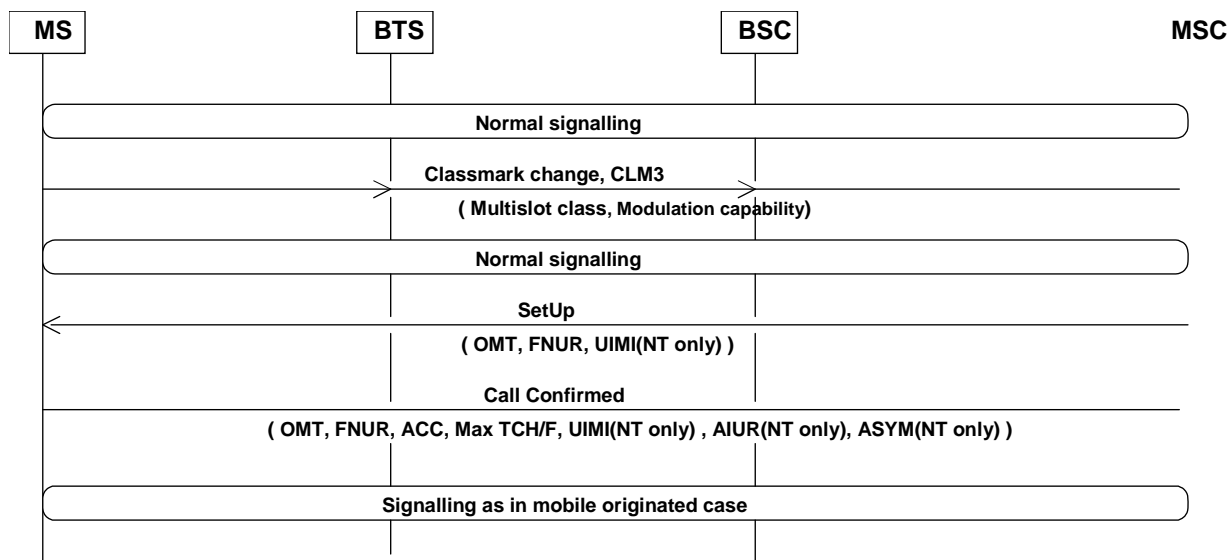 MS BTS BSC MSC
Normal signalling
Classmark change, CLM3
( Multislot class, Modulation capability)
Normal signalling
SetUp
( OMT, FNUR, UIMI(NT only) )
Call Confirmed
( OMT, FNUR, ACC, Max TCH/F, UIMI(NT only) , AIUR(NT only), ASYM(NT only) )
Signalling as in mobile originated case